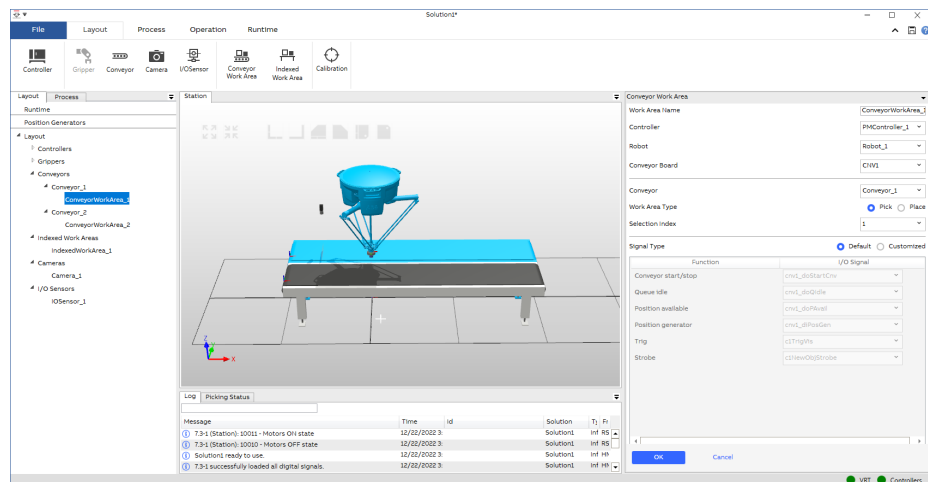 Solution1*
File Layout Process Operation Runtime
Controller Gripper Conveyor Camera I/OSensor Conveyor Work Area Indexed Work Area Calibration
Layout Process
Runtime
Position Generators
Layout
Controllers
Grippers
Conveyors
Conveyor_1
ConveyorWorkArea_1
Conveyor_2
ConveyorWorkArea_2
Indexed Work Areas
IndexedWorkArea_1
Cameras
Camera_1
I/O Sensors
IOSensor_1
Station
Z
Y
X
Log Picking Status
Message Time Id Solution
7.3-1 (Station): 10011 - Motors ON state 12/22/2022 3: Solution1 Inf RS
7.3-1 (Station): 10010 - Motors OFF state 12/22/2022 3: Solution1 Inf RS
Solution1 ready to use. 12/22/2022 3: Solution1 Inf
7.3-1 successfully loaded all digital signals. 12/22/2022 3: Solution1 Inf
Conveyor Work Area
Work Area Name ConveyorWorkArea_1
Controller PMController_1
Robot Robot_1
Conveyor Board CNV1
Conveyor Conveyor_1
Work Area Type Pick Place
Selection Index 1
Signal Type Default Customized
Function I/O Signal
Conveyor start/stop cnv1_doStartCnv
Queue idle cnv1_doQIdle
Position available cnv1_doPAvail
Position generator cnv1_diPosGen
Trig c1TrigVis
Strobe c1NewObjStrobe
OK Cancel
VRT Controllers